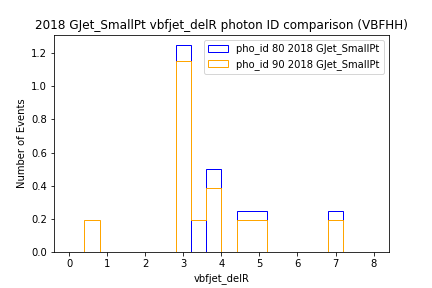 2018 GJet_SmallPt vbfjet_delR photon ID comparison (VBFHH)
pho_id 80 2018 GJet_SmallPt
pho_id 90 2018 GJet_SmallPt
Number of Events
1.2
1.0
0.8
0.6
0.4
0.2
0.0
0 1 2 3 4 5 6 7 8
vbfjet_delR